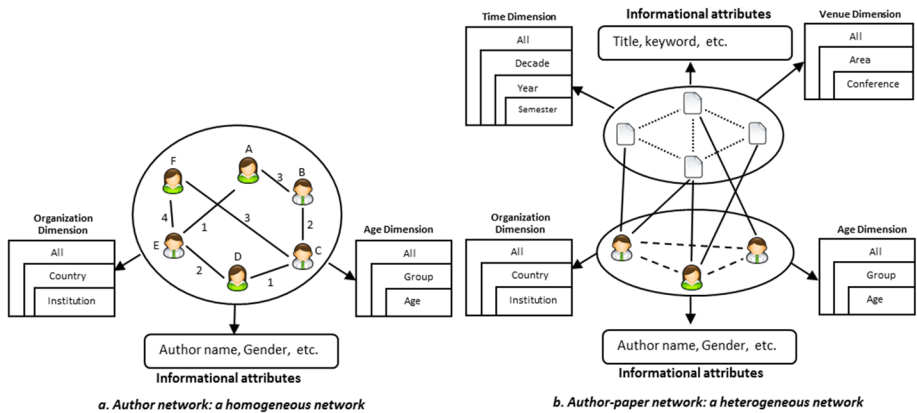 Organization
Dimension
All
Country
Institution
F
A
B
3
4
1
3
2
E
D
C
2
1
Age Dimension
All
Group
Age
Author name, Gender, etc.
Informational attributes
a. Author network: a homogeneous network
Time Dimension
All
Decade
Year
Semester
Informational attributes
Title, keyword, etc.
Venue Dimension
All
Area
Conference
Organization
Dimension
All
Country
Institution
Age Dimension
All
Group
Age
Author name, Gender, etc.
Informational attributes
b. Author-paper network: a heterogeneous network